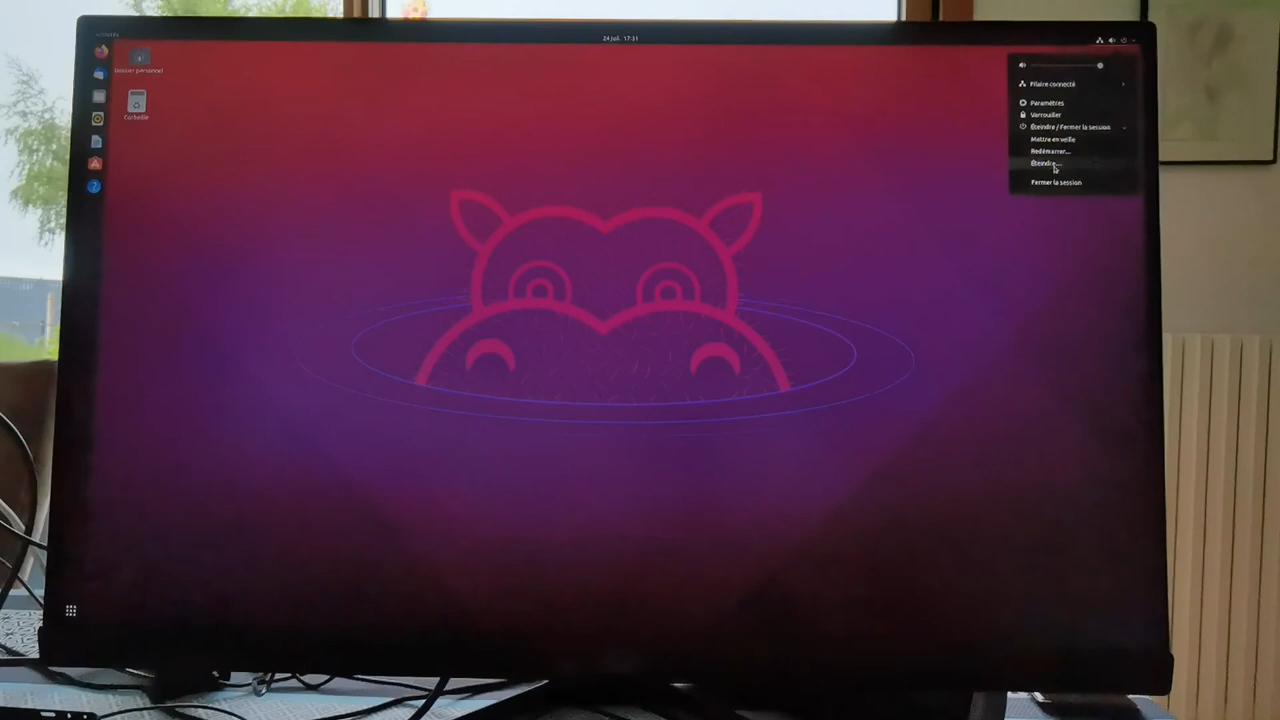 24 juil. 17:31
Dossier personnel
Corbeille
Filaire connecté
Paramètres
Verrouiller
Éteindre / Fermer la session
Mettre en veille
Redémarrer…
Éteindre…
Fermer la session